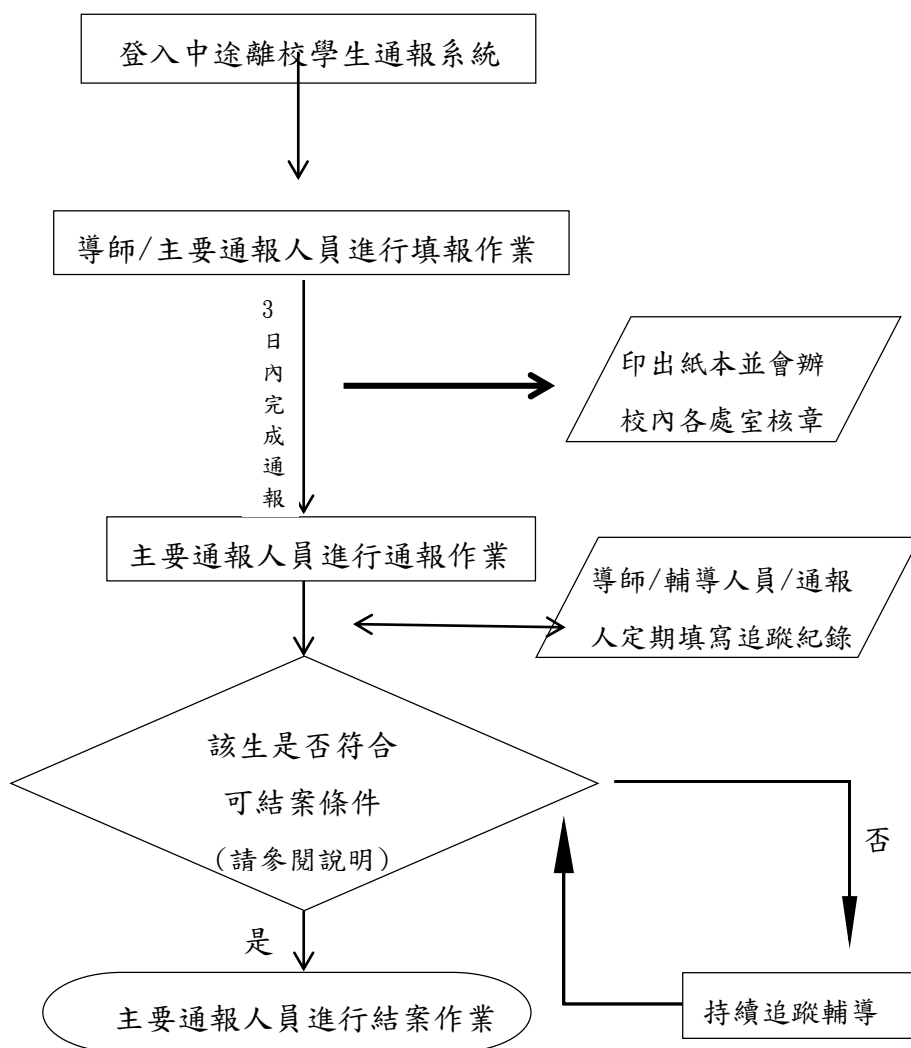 登入中途離校學生通報系統
導師/主要通報人員進行填報作業
3日內完成通報
印出紙本並會辦
校內各處室核章
主要通報人員進行通報作業
導師/輔導人員/通報
人定期填寫追蹤紀錄
該生是否符合
可結案條件
(請參閱說明)
否
是
主要通報人員進行結案作業
持續追蹤輔導